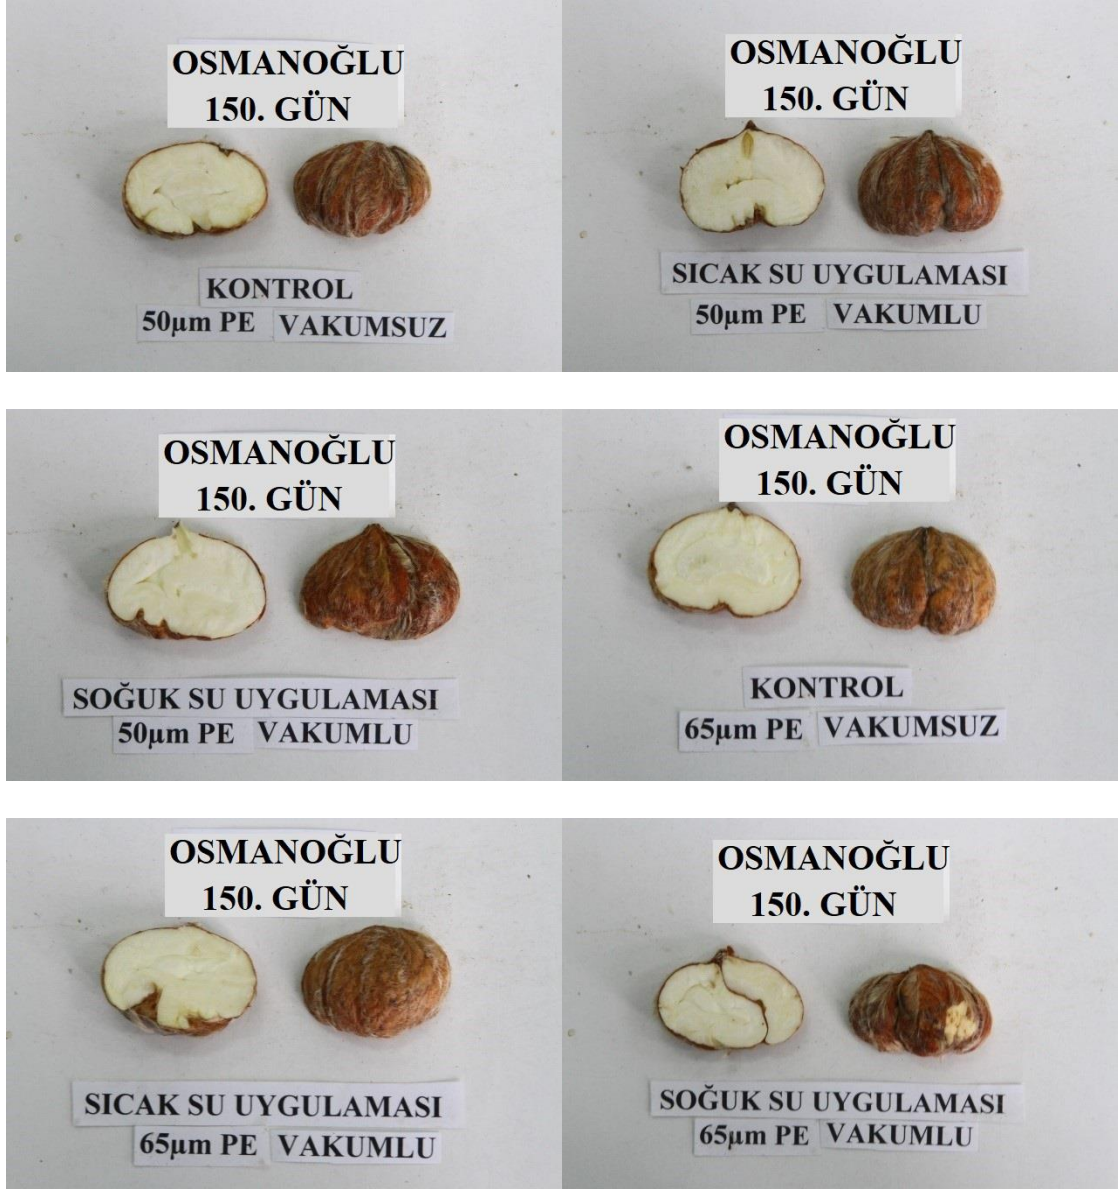 OSMANOĞLU
150. GÜN
KONTROL
50µm PE VAKUMSUZ
OSMANOĞLU
150. GÜN
SICAK SU UYGULAMASI
50µm PE VAKUMLU
OSMANOĞLU
150. GÜN
SOĞUK SU UYGULAMASI
50µm PE VAKUMLU
OSMANOĞLU
150. GÜN
KONTROL
65µm PE VAKUMSUZ
OSMANOĞLU
150. GÜN
SICAK SU UYGULAMASI
65µm PE VAKUMLU
OSMANOĞLU
150. GÜN
SOĞUK SU UYGULAMASI
65µm PE VAKUMLU